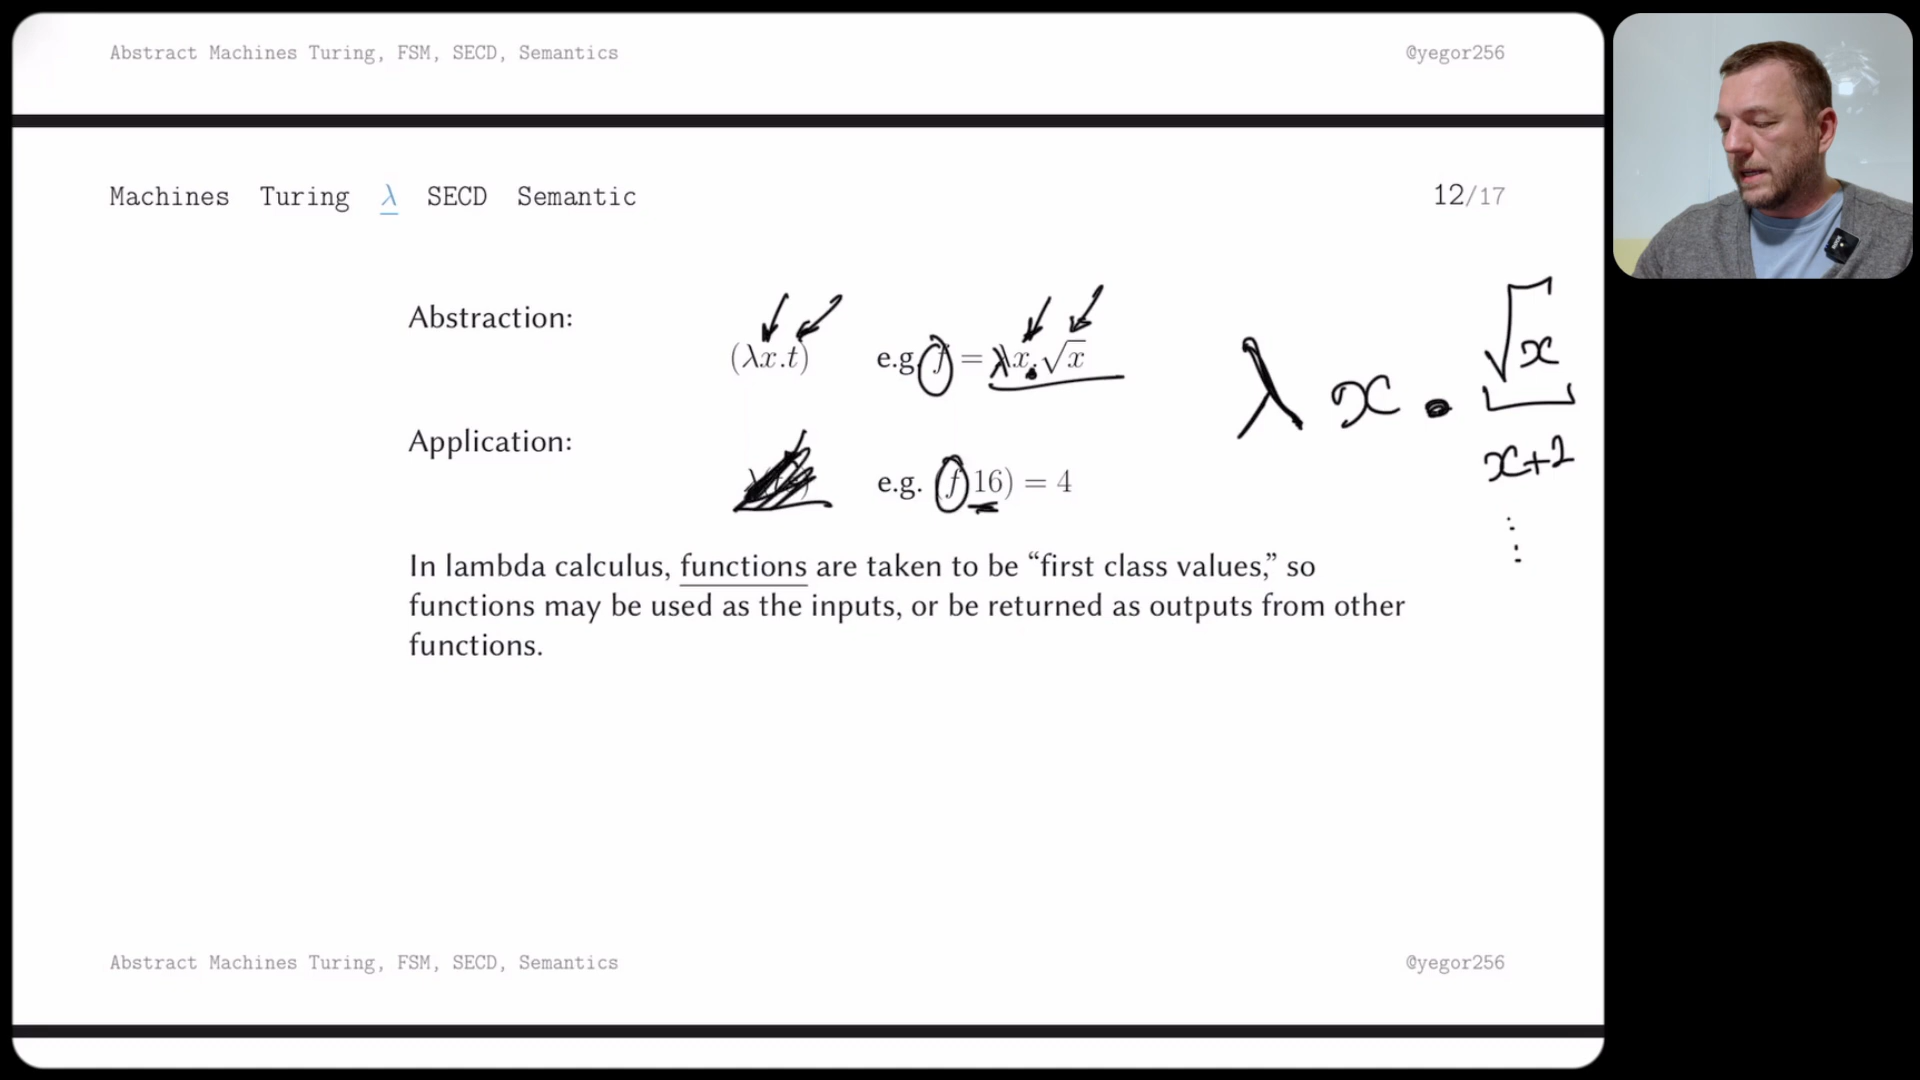 Abstract Machines Turing, FSM, SECD, Semantics @yegor256
Machines Turing λ SECD Semantic 12/17
Abstraction:
(λx.t) e.g. f = λx.√x
λ x . √x
x+2
Application:
e.g. (f 16) = 4
In lambda calculus, functions are taken to be “first class values,” so
functions may be used as the inputs, or be returned as outputs from other
functions.
Abstract Machines Turing, FSM, SECD, Semantics @yegor256